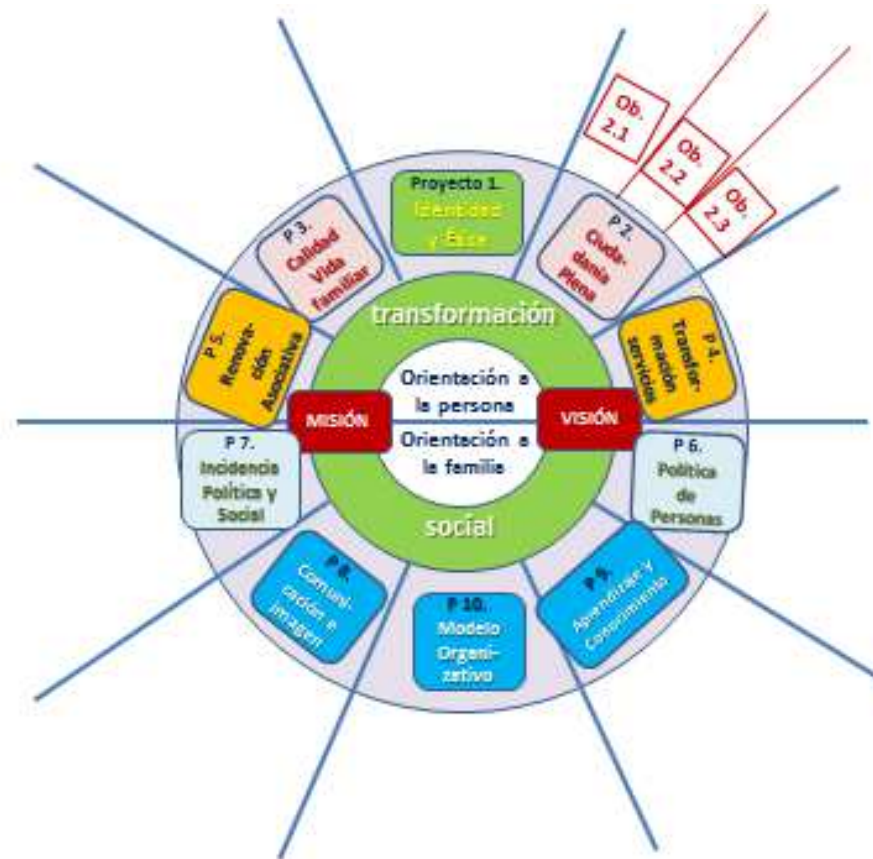 Ob.
2.1
Ob.
2.2
Ob.
2.3
Proyecto 1.
Identidad
y
P 2.
Ciuda-
danía
plena
P 3.
Calidad
Vida
familiar
P 4.
Transfor-
mación
servicios
P 5.
Renova-
ción
Asociativa
transformación
Orientación a
la persona
MISIÓN
VISIÓN
Orientación a
la familia
social
P 6.
Política
de
Personas
P 7.
Incidencia
Política y
Social
P 8.
Comuni-
cación e
imagen
P 9.
Aprendizaje y
Conocimiento
P 10.
Modelo
Organi-
zativo